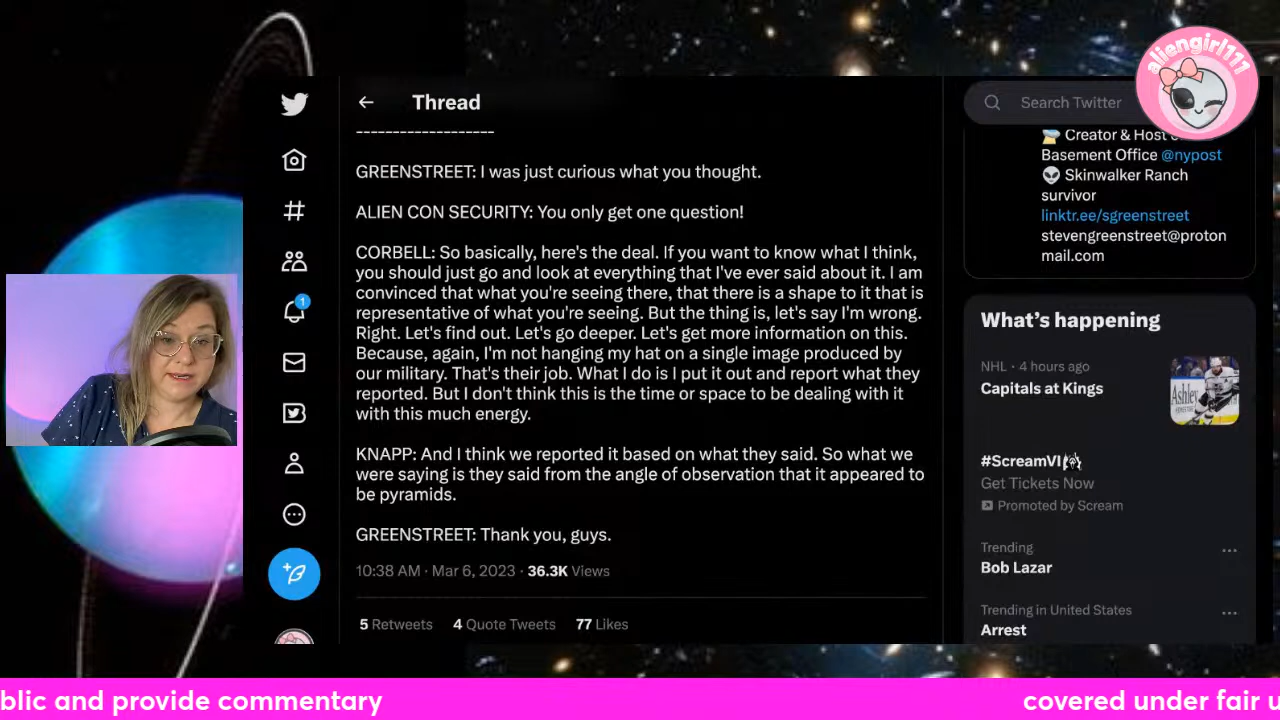 aliengirl111
Thread
Search Twitter
-------------------
GREENSTREET: I was just curious what you thought.
ALIEN CON SECURITY: You only get one question!
CORBELL: So basically, here's the deal. If you want to know what I think,
you should just go and look at everything that I've ever said about it. I am
convinced that what you're seeing there, that there is a shape to it that is
representative of what you're seeing. But the thing is, let's say I'm wrong.
Right. Let's find out. Let's go deeper. Let's get more information on this.
Because, again, I'm not hanging my hat on a single image produced by
our military. That's their job. What I do is I put it out and report what they
reported. But I don't think this is the time or space to be dealing with it
with this much energy.
KNAPP: And I think we reported it based on what they said. So what we
were saying is they said from the angle of observation that it appeared to
be pyramids.
GREENSTREET: Thank you, guys.
10:38 AM · Mar 6, 2023 · 36.3K Views
5 Retweets 4 Quote Tweets 77 Likes
1
Creator & Host
Basement Office @nypost
👽 Skinwalker Ranch
survivor
linktr.ee/sgreenstreet
stevengreenstreet@proton
mail.com
What's happening
NHL · 4 hours ago
Capitals at Kings
Ashley
#ScreamVI
Get Tickets Now
Promoted by Scream
Trending
Bob Lazar
Trending in United States
Arrest
blic and provide commentary
covered under fair u